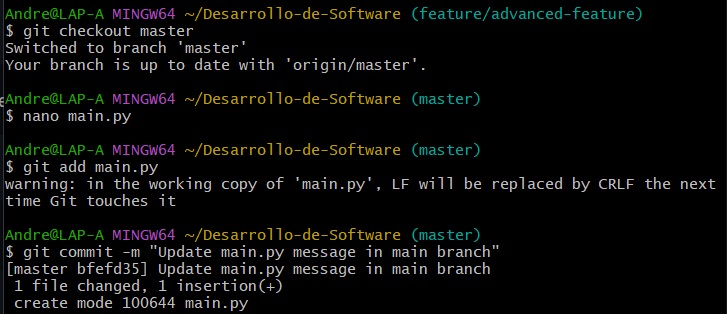 Andre@LAP-A MINGW64 ~/Desarrollo-de-Software (feature/advanced-feature)
$ git checkout master
Switched to branch 'master'
Your branch is up to date with 'origin/master'.
Andre@LAP-A MINGW64 ~/Desarrollo-de-Software (master)
$ nano main.py
Andre@LAP-A MINGW64 ~/Desarrollo-de-Software (master)
$ git add main.py
warning: in the working copy of 'main.py', LF will be replaced by CRLF the next
time Git touches it
Andre@LAP-A MINGW64 ~/Desarrollo-de-Software (master)
$ git commit -m "Update main.py message in main branch"
[master bfefd35] Update main.py message in main branch
 1 file changed, 1 insertion(+)
 create mode 100644 main.py